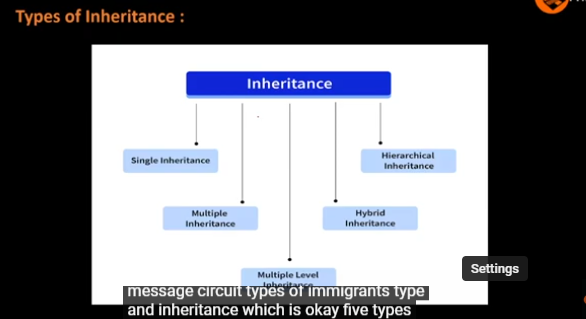 Types of Inheritance :
Inheritance
Single Inheritance
Hierarchical
Inheritance
Multiple
Inheritance
Hybrid
Inheritance
Multiple Level
Inheritance
Settings
message circuit types of immigrants type
and inheritance which is okay five types